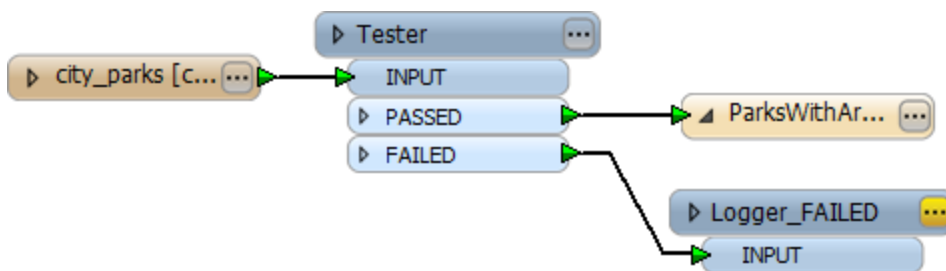 Tester
city_parks [c...
INPUT
PASSED
ParksWithAr...
FAILED
Logger_FAILED
INPUT